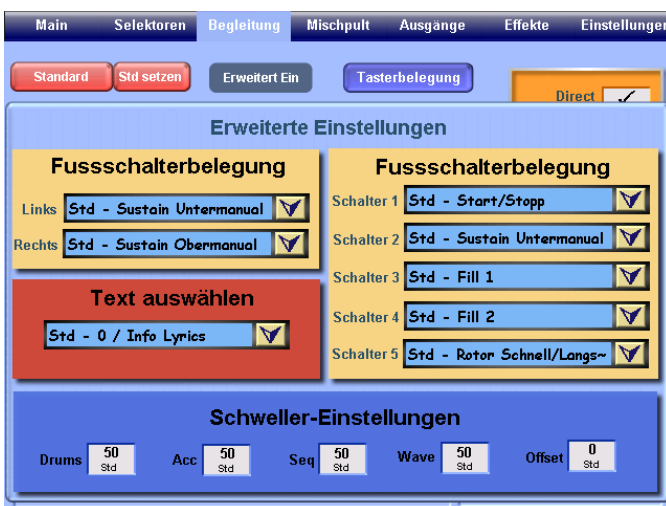 Main Selektoren Begleitung Mischpult Ausgänge Effekte Einstellungen
Standard Std setzen Erweitert Ein Tasterbelegung
Direct
Erweiterte Einstellungen
Fussschalterbelegung
Links Std - Sustain Untermanual
Rechts Std - Sustain Obermanual
Text auswählen
Std - 0 / Info Lyrics
Fussschalterbelegung
Schalter 1 Std - Start/Stopp
Schalter 2 Std - Sustain Untermanual
Schalter 3 Std - Fill 1
Schalter 4 Std - Fill 2
Schalter 5 Std - Rotor Schnell/Langs~
Schweller-Einstellungen
Drums 50 Std Acc 50 Std Seq 50 Std Wave 50 Std Offset 0 Std